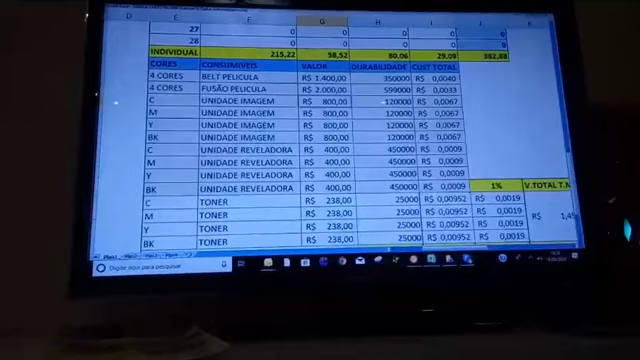 D E F G H I J K
27 0 0 0 0 0
28 0 0 0 0 0
INDIVIDUAL 215,22 58,52 80,06 29,09 382,88
CORES CONSUMIVEIS VALOR DURABILIDADE CUST TOTAL
4 CORES BELT PELICULA R$ 1.400,00 350000 R$ 0,0040
4 CORES FUSÃO PELICULA R$ 2.000,00 599000 R$ 0,0033
C UNIDADE IMAGEM R$ 800,00 120000 R$ 0,0067
M UNIDADE IMAGEM R$ 800,00 120000 R$ 0,0067
Y UNIDADE IMAGEM R$ 800,00 120000 R$ 0,0067
BK UNIDADE IMAGEM R$ 800,00 120000 R$ 0,0067
C UNIDADE REVELADORA R$ 400,00 450000 R$ 0,0009
M UNIDADE REVELADORA R$ 400,00 450000 R$ 0,0009
Y UNIDADE REVELADORA R$ 400,00 450000 R$ 0,0009
BK UNIDADE REVELADORA R$ 400,00 450000 R$ 0,0009 1% V.TOTAL T.N
C TONER R$ 238,00 25000 R$ 0,00952 R$ 0,0019
M TONER R$ 238,00 25000 R$ 0,00952 R$ 0,0019 R$ 1,45
Y TONER R$ 238,00 25000 R$ 0,00952 R$ 0,0019
BK TONER R$ 238,00 25000 R$ 0,00952 R$ 0,0019
Digite aqui para pesquisar